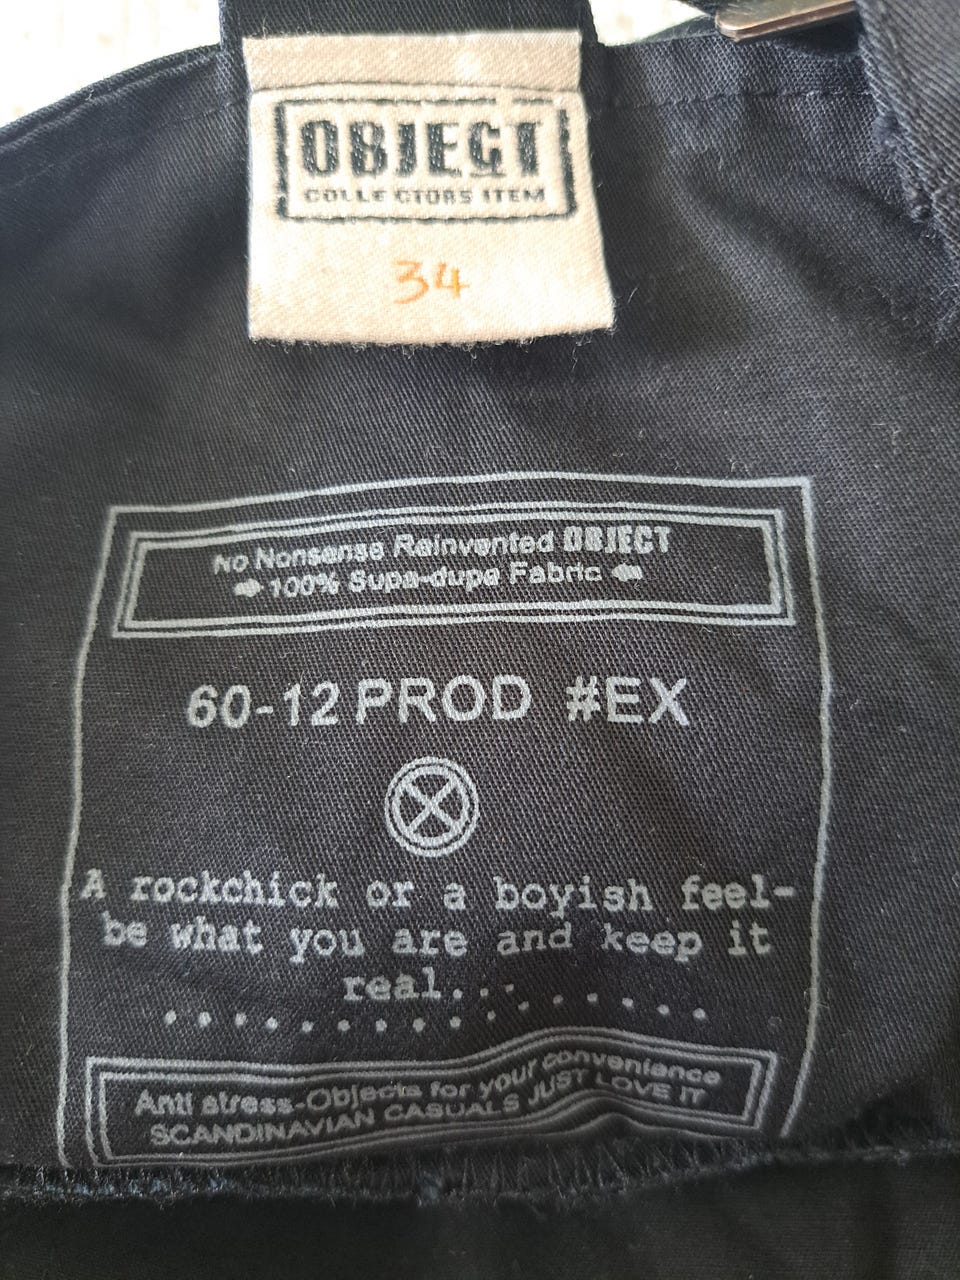 OBJECT
COLLECTORS ITEM
34
No Nonsense Reinvented OBJECT
100% Supa-dupa Fabric
60-12 PROD #EX
A rockchick or a boyish feel-
be what you are and keep it
real...
Anti stress-Objects for your convenience
SCANDINAVIAN CASUALS JUST LOVE IT